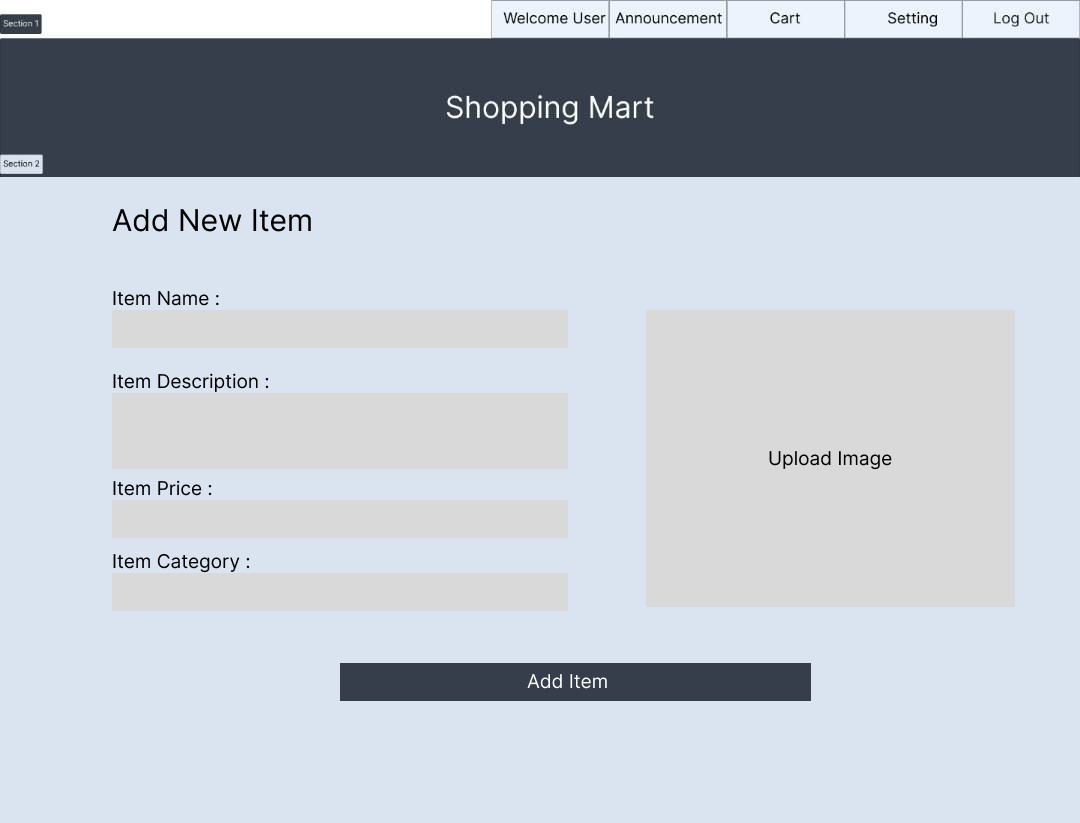 Section 1
Welcome User
Announcement
Cart
Setting
Log Out
Shopping Mart
Section 2
Add New Item
Item Name :
Item Description :
Item Price :
Item Category :
Upload Image
Add Item